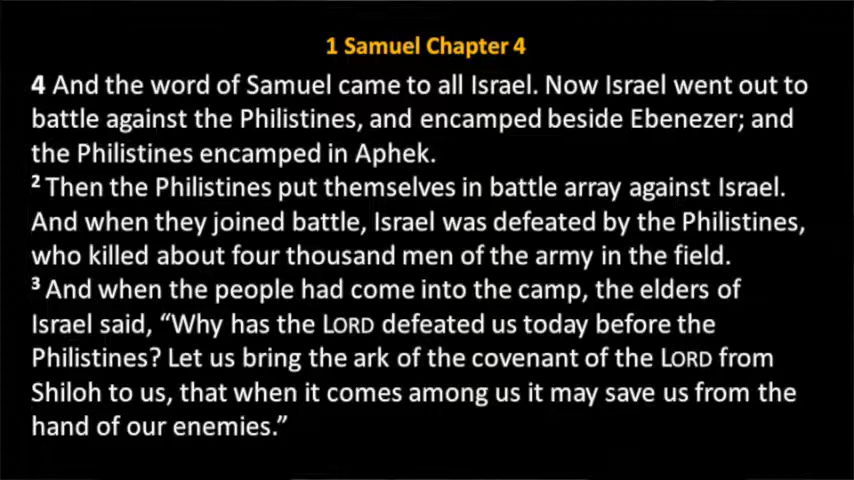 1 Samuel Chapter 4
4 And the word of Samuel came to all Israel. Now Israel went out to
battle against the Philistines, and encamped beside Ebenezer; and
the Philistines encamped in Aphek.
2 Then the Philistines put themselves in battle array against Israel.
And when they joined battle, Israel was defeated by the Philistines,
who killed about four thousand men of the army in the field.
3 And when the people had come into the camp, the elders of
Israel said, “Why has the LORD defeated us today before the
Philistines? Let us bring the ark of the covenant of the LORD from
Shiloh to us, that when it comes among us it may save us from the
hand of our enemies.”